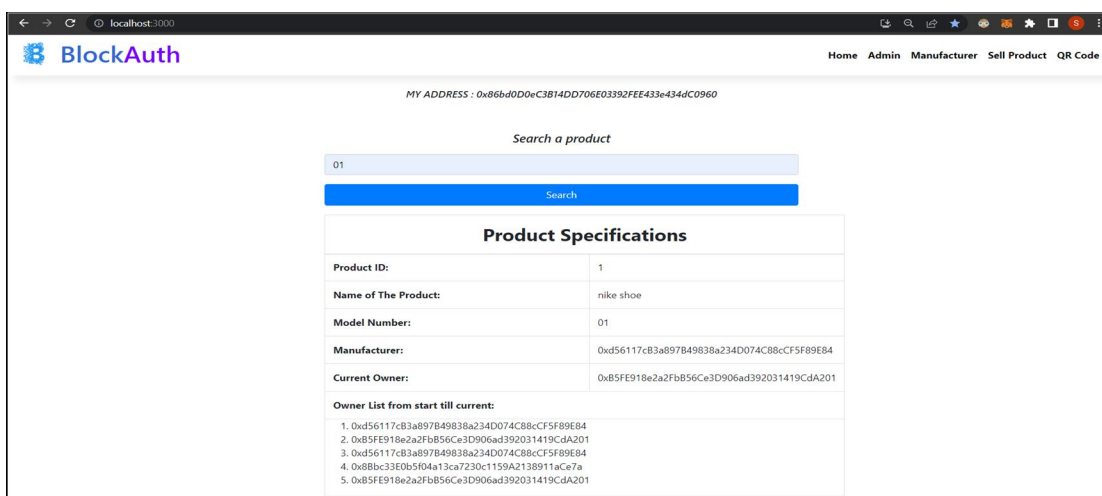 localhost:3000
S
BlockAuth
Home Admin Manufacturer Sell Product QR Code
MY ADDRESS : 0x86bd0D0eC3B14DD706E03392FEE433e434dC0960
Search a product
01
Search
Product Specifications
Product ID: 1
Name of The Product: nike shoe
Model Number: 01
Manufacturer: 0xd56117cB3a897B49838a234D074C88cCF5F89E84
Current Owner: 0xB5FE918e2a2FbB56Ce3D906ad392031419CdA201
Owner List from start till current:
1. 0xd56117cB3a897B49838a234D074C88cCF5F89E84
2. 0xB5FE918e2a2FbB56Ce3D906ad392031419CdA201
3. 0xd56117cB3a897B49838a234D074C88cCF5F89E84
4. 0x8Bbc33E0b5f04a13ca7230c1159A2138911aCe7a
5. 0xB5FE918e2a2FbB56Ce3D906ad392031419CdA201